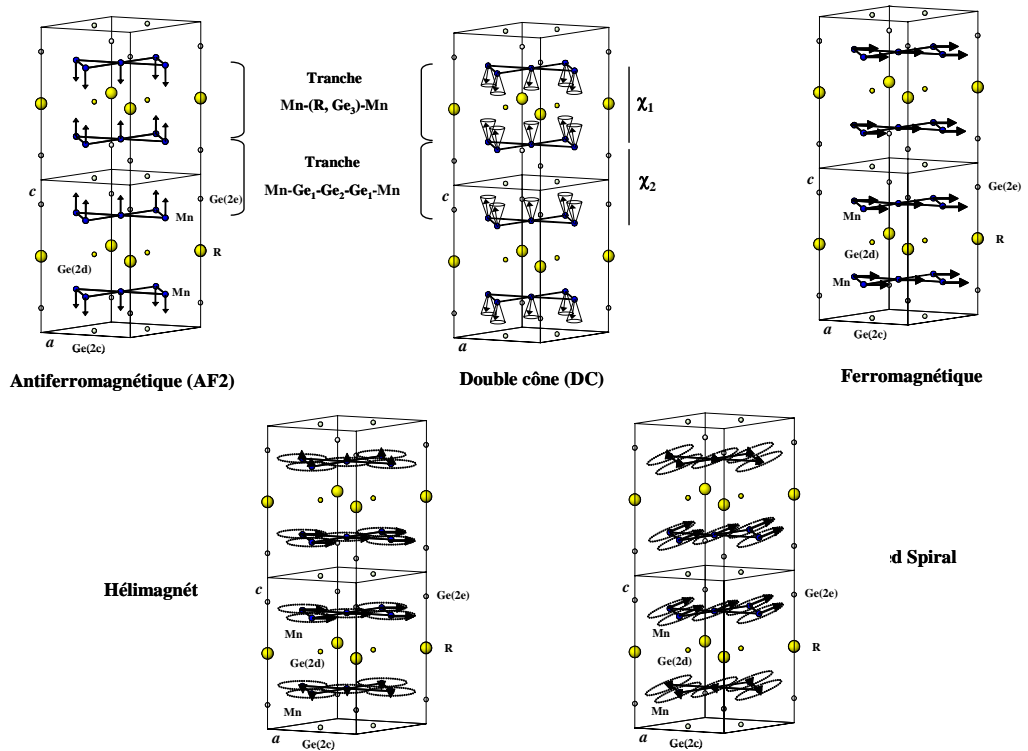 Tranche
Mn-(R, Ge3)-Mn
Tranche
Mn-Ge1-Ge2-Ge1-Mn
c
Ge(2e)
Mn
R
Ge(2d)
Mn
a
Ge(2c)
Antiferromagnétique (AF2)
χ1
χ2
c
a
Double cône (DC)
c
Ge(2e)
Mn
R
Ge(2d)
Mn
a
Ge(2c)
Ferromagnétique
Hélimagnét
c
Ge(2e)
Mn
R
Ge(2d)
Mn
a
Ge(2c)
ed Spiral
c
Ge(2e)
Mn
R
Ge(2d)
Mn
a
Ge(2c)